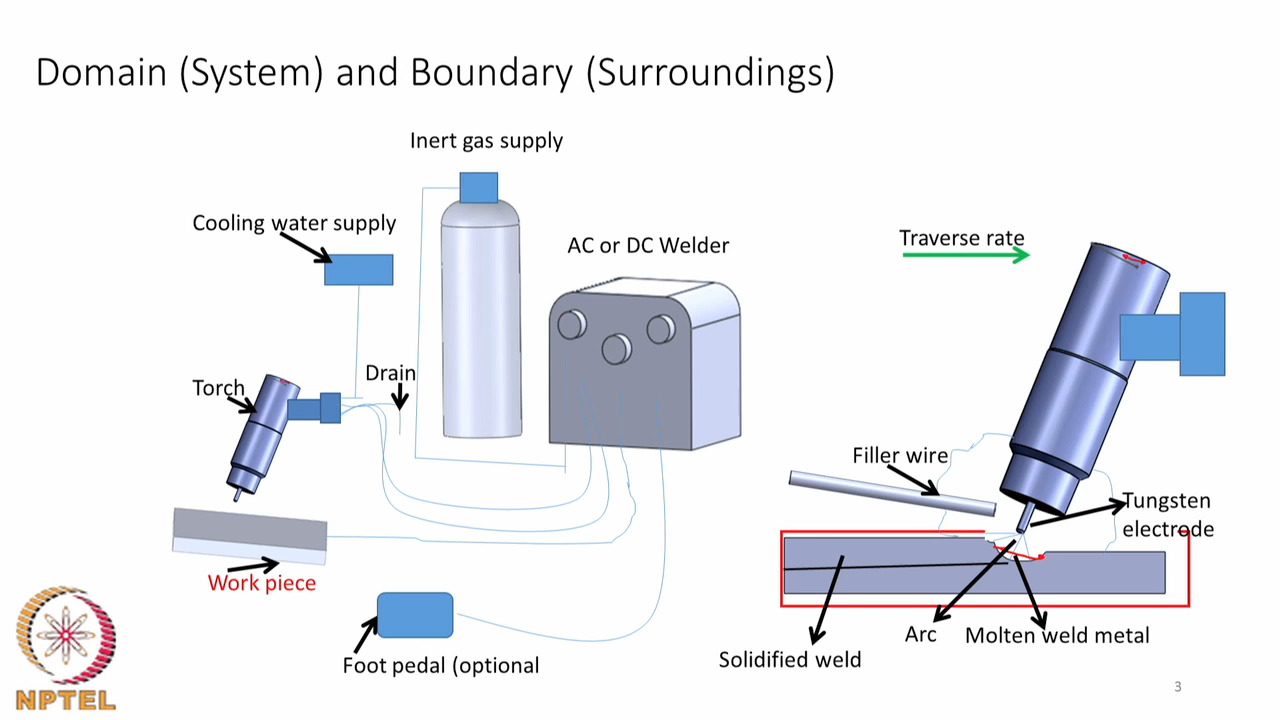 Domain (System) and Boundary (Surroundings)
Inert gas supply
Cooling water supply
AC or DC Welder
Traverse rate
Torch
Drain
Filler wire
Tungsten
electrode
Work piece
Arc
Molten weld metal
Solidified weld
Foot pedal (optional
NPTEL
3